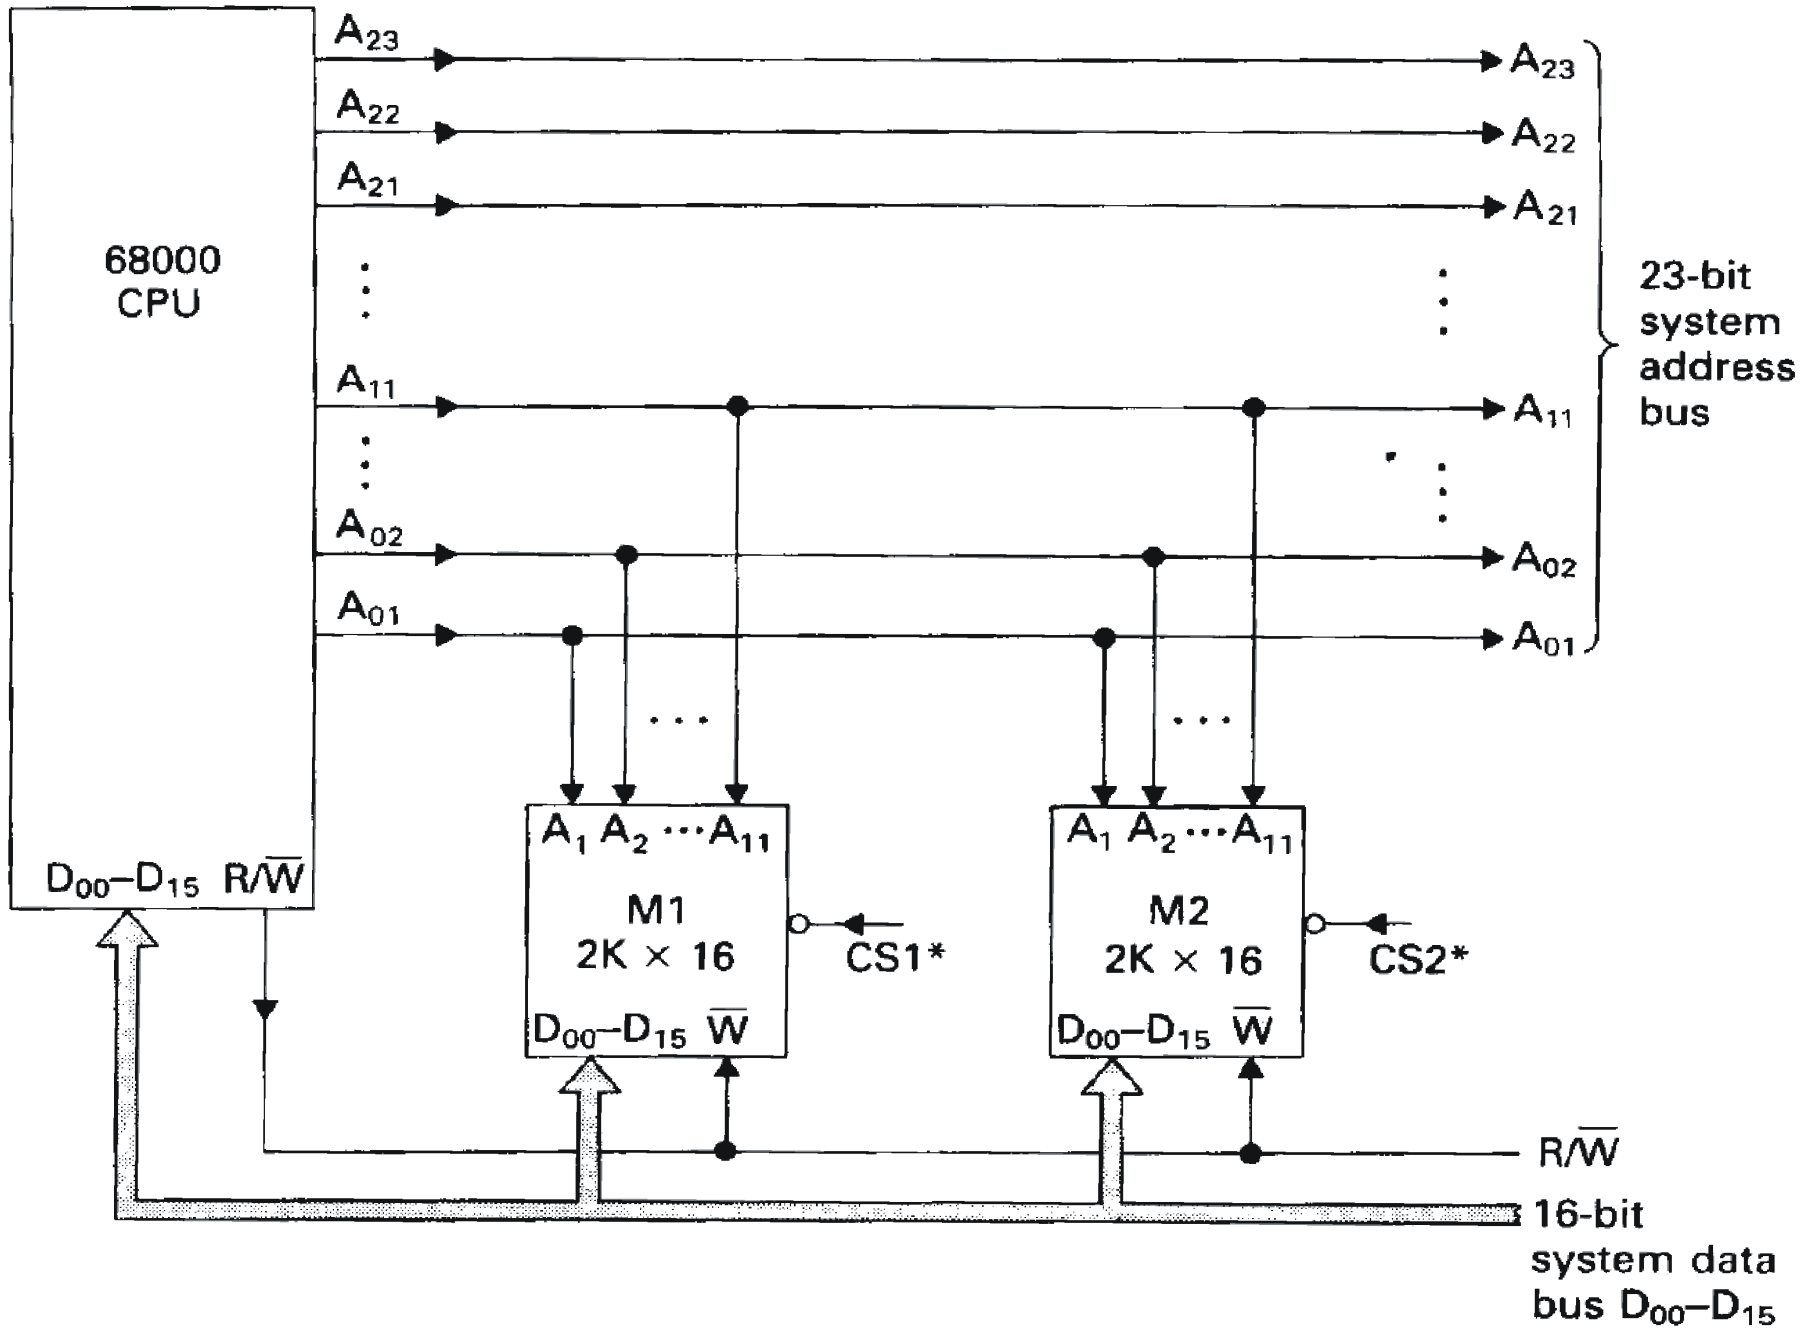 A23
A23
A22
A22
A21
A21
68000
CPU
23-bit
system
address
bus
A11
A11
A02
A02
A01
A01
A1 A2 ···A11
A1 A2 ···A11
D00–D15 R/W̅
M1
2K × 16
CS1*
M2
2K × 16
CS2*
D00–D15 W̅
D00–D15 W̅
R/W̅
16-bit
system data
bus D00–D15